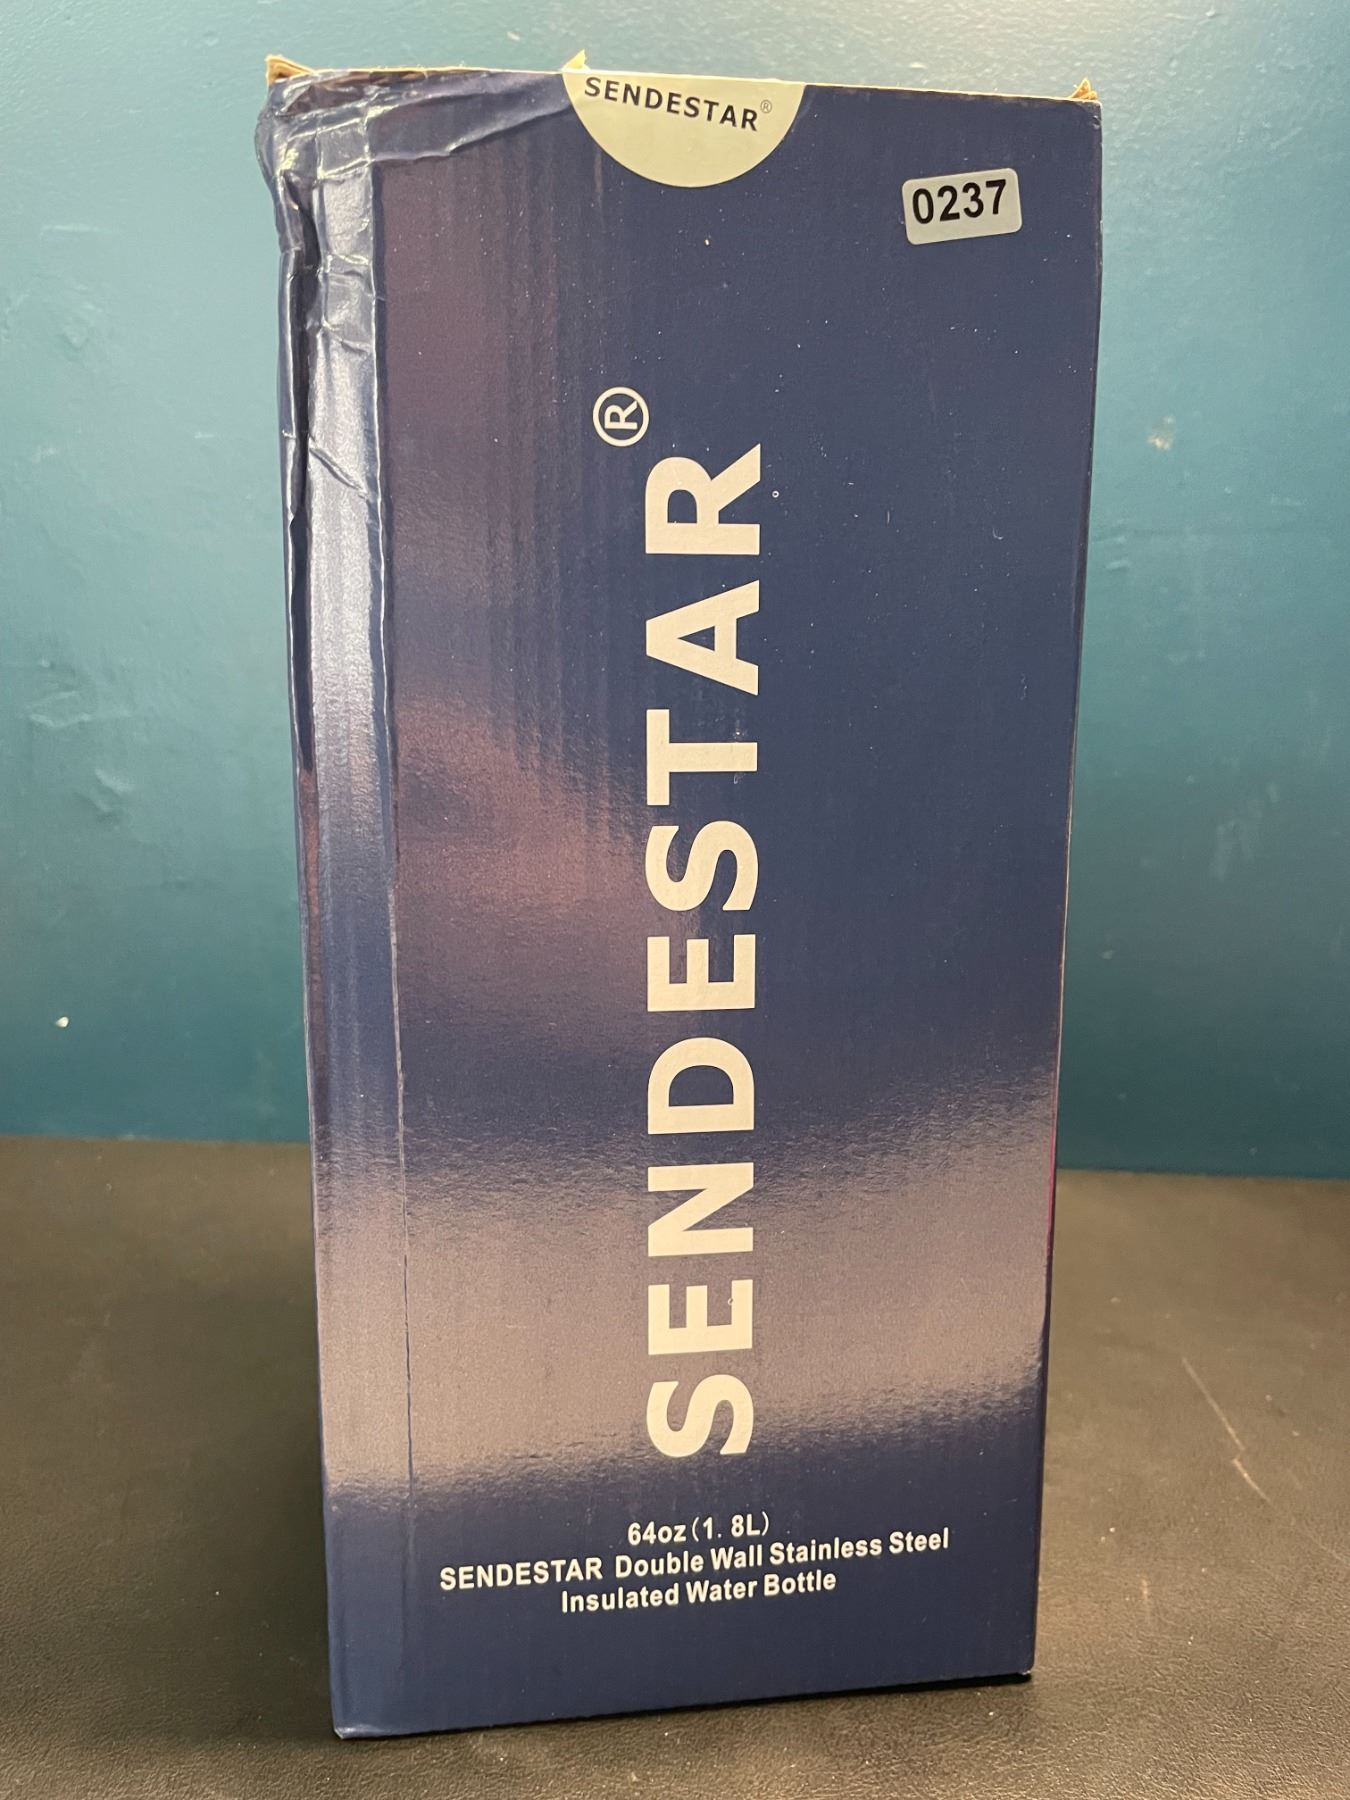 SENDESTAR®
0237
SENDESTAR®
64oz(1.8L)
SENDESTAR Double Wall Stainless Steel
Insulated Water Bottle